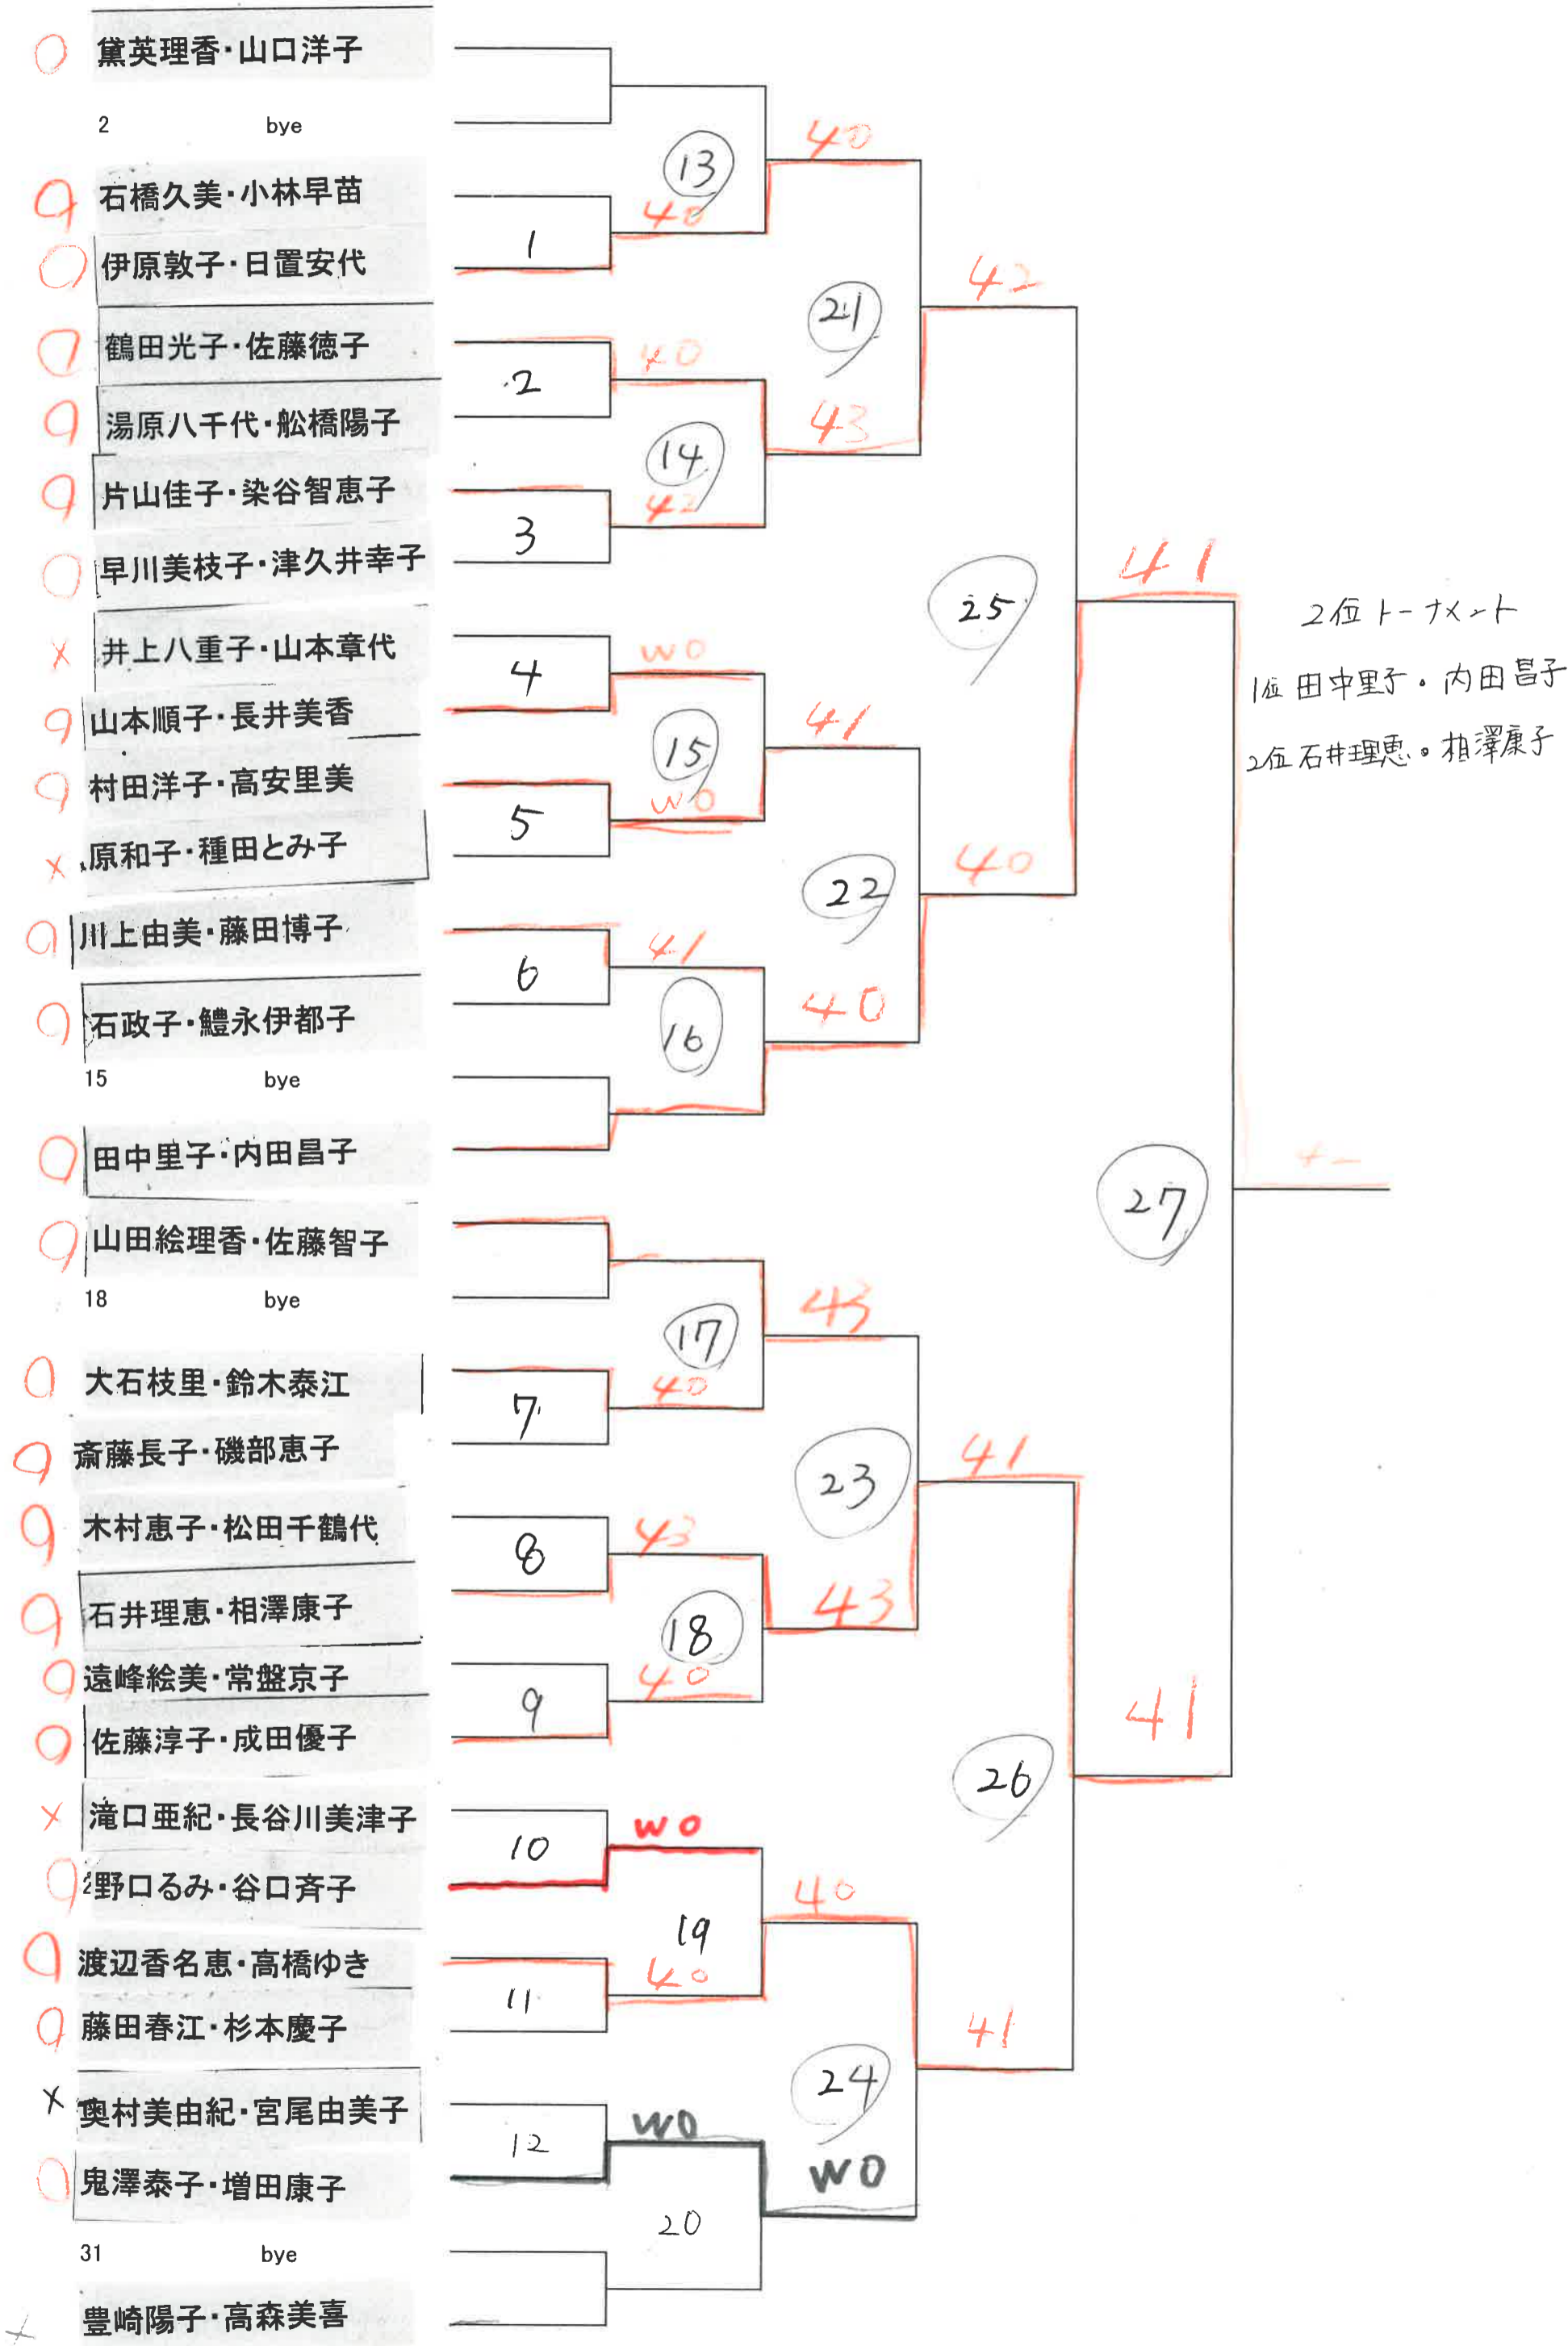 黛英理香・山口洋子
2 bye
40
13
石橋久美・小林早苗
40
1
伊原敦子・日置安代
42
21
鶴田光子・佐藤徳子
40
2
湯原八千代・舩橋陽子
43
14
片山佳子・染谷智恵子
42
3
早川美枝子・津久井幸子
41
25
2位トーナメント
井上八重子・山本章代
WO
4
1位 田中里子・内田昌子
山本順子・長井美香
41
15
2位 石井理恵・相澤康子
村田洋子・高安里美
WO
5
原和子・種田とみ子
40
22
川上由美・藤田博子
41
6
石政子・鱧永伊都子
40
16
15 bye
田中里子・内田昌子
27
山田絵理香・佐藤智子
18 bye
43
17
大石枝里・鈴木泰江
40
7
斎藤長子・磯部恵子
41
23
木村恵子・松田千鶴代
43
8
石井理恵・相澤康子
43
18
遠峰絵美・常盤京子
40
9
佐藤淳子・成田優子
41
26
滝口亜紀・長谷川美津子
WO
10
2野口るみ・谷口斉子
40
19
渡辺香名恵・高橋ゆき
40
11
藤田春江・杉本慶子
41
24
奥村美由紀・宮尾由美子
WO
12
鬼澤泰子・増田康子
WO
20
31 bye
豊崎陽子・高森美喜